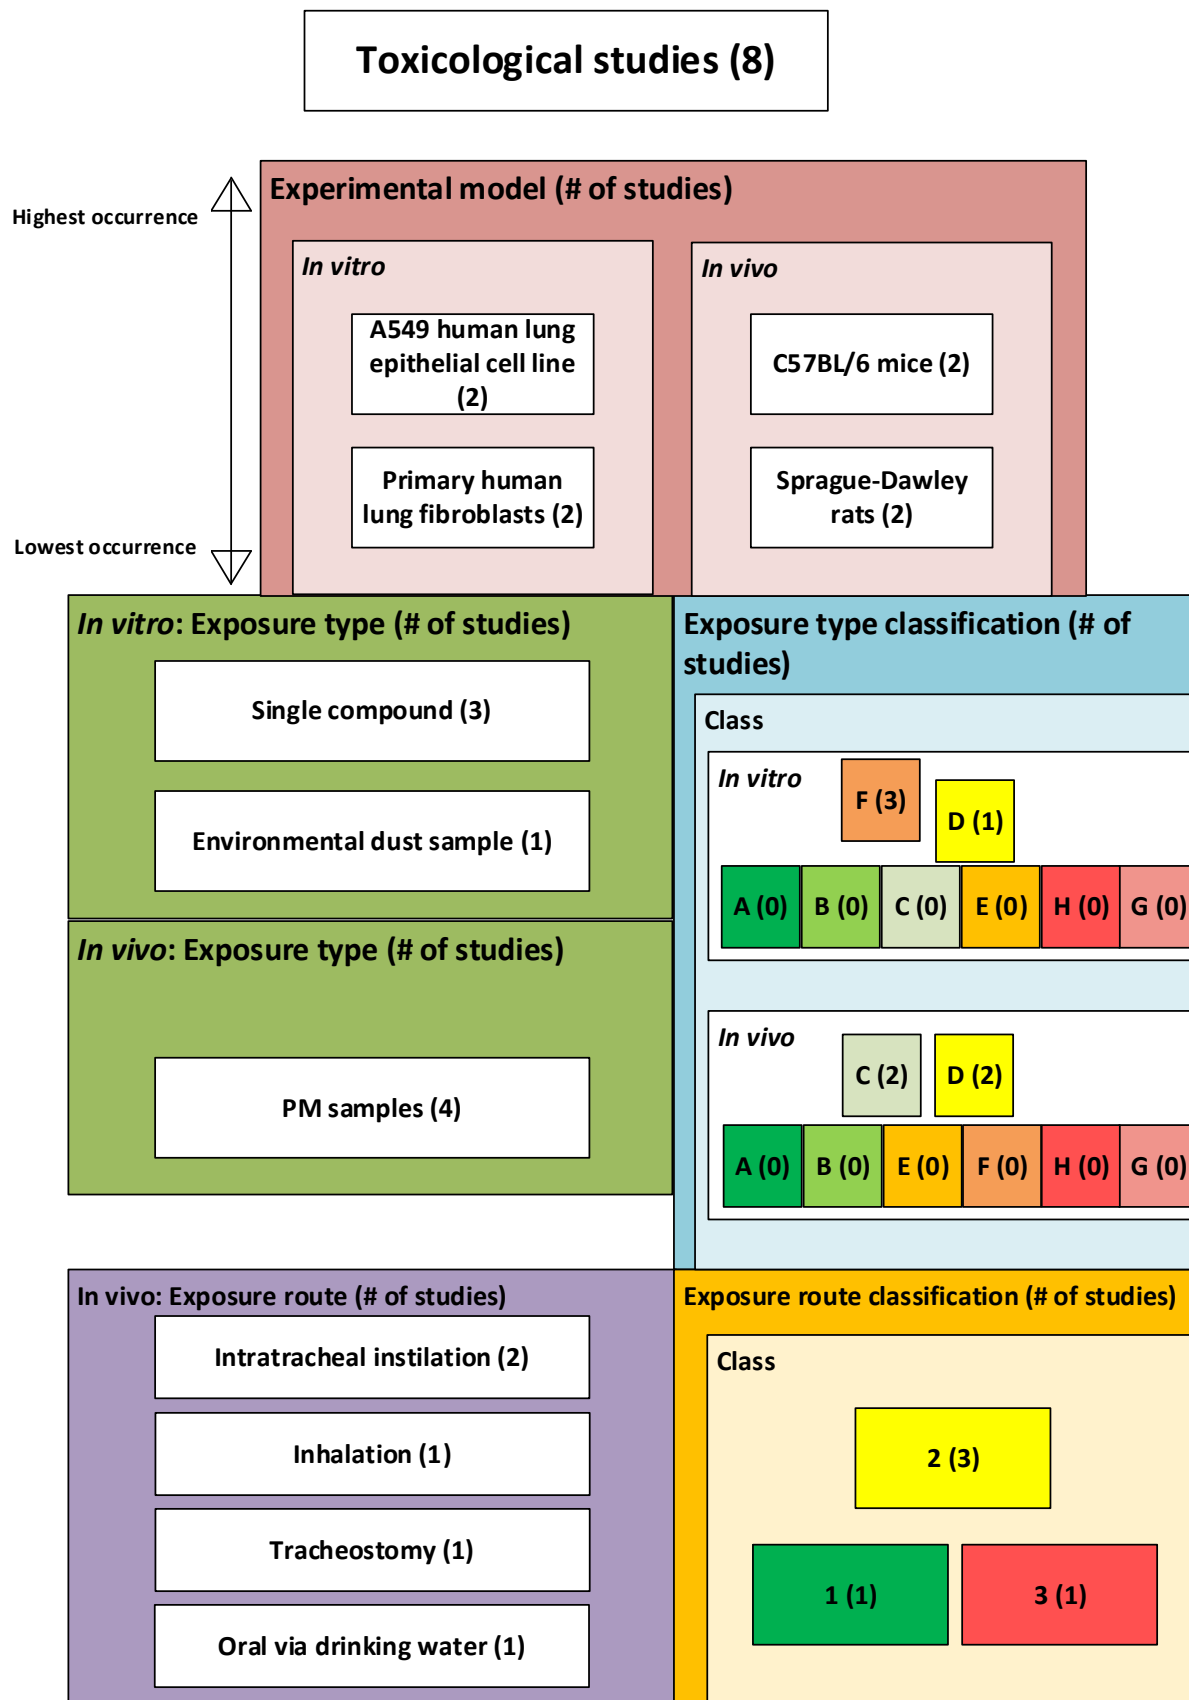 Toxicological studies (8)
Highest occurrence
Lowest occurrence
Experimental model (# of studies)
In vitro
A549 human lung
epithelial cell line
(2)
Primary human
lung fibroblasts (2)
In vivo
C57BL/6 mice (2)
Sprague-Dawley
rats (2)
In vitro: Exposure type (# of studies)
Single compound (3)
Environmental dust sample (1)
In vivo: Exposure type (# of studies)
PM samples (4)
Exposure type classification (# of
studies)
Class
In vitro
F (3)
D (1)
A (0)
B (0)
C (0)
E (0)
H (0)
G (0)
In vivo
C (2)
D (2)
A (0)
B (0)
E (0)
F (0)
H (0)
G (0)
In vivo: Exposure route (# of studies)
Intratracheal instilation (2)
Inhalation (1)
Tracheostomy (1)
Oral via drinking water (1)
Exposure route classification (# of studies)
Class
2 (3)
1 (1)
3 (1)